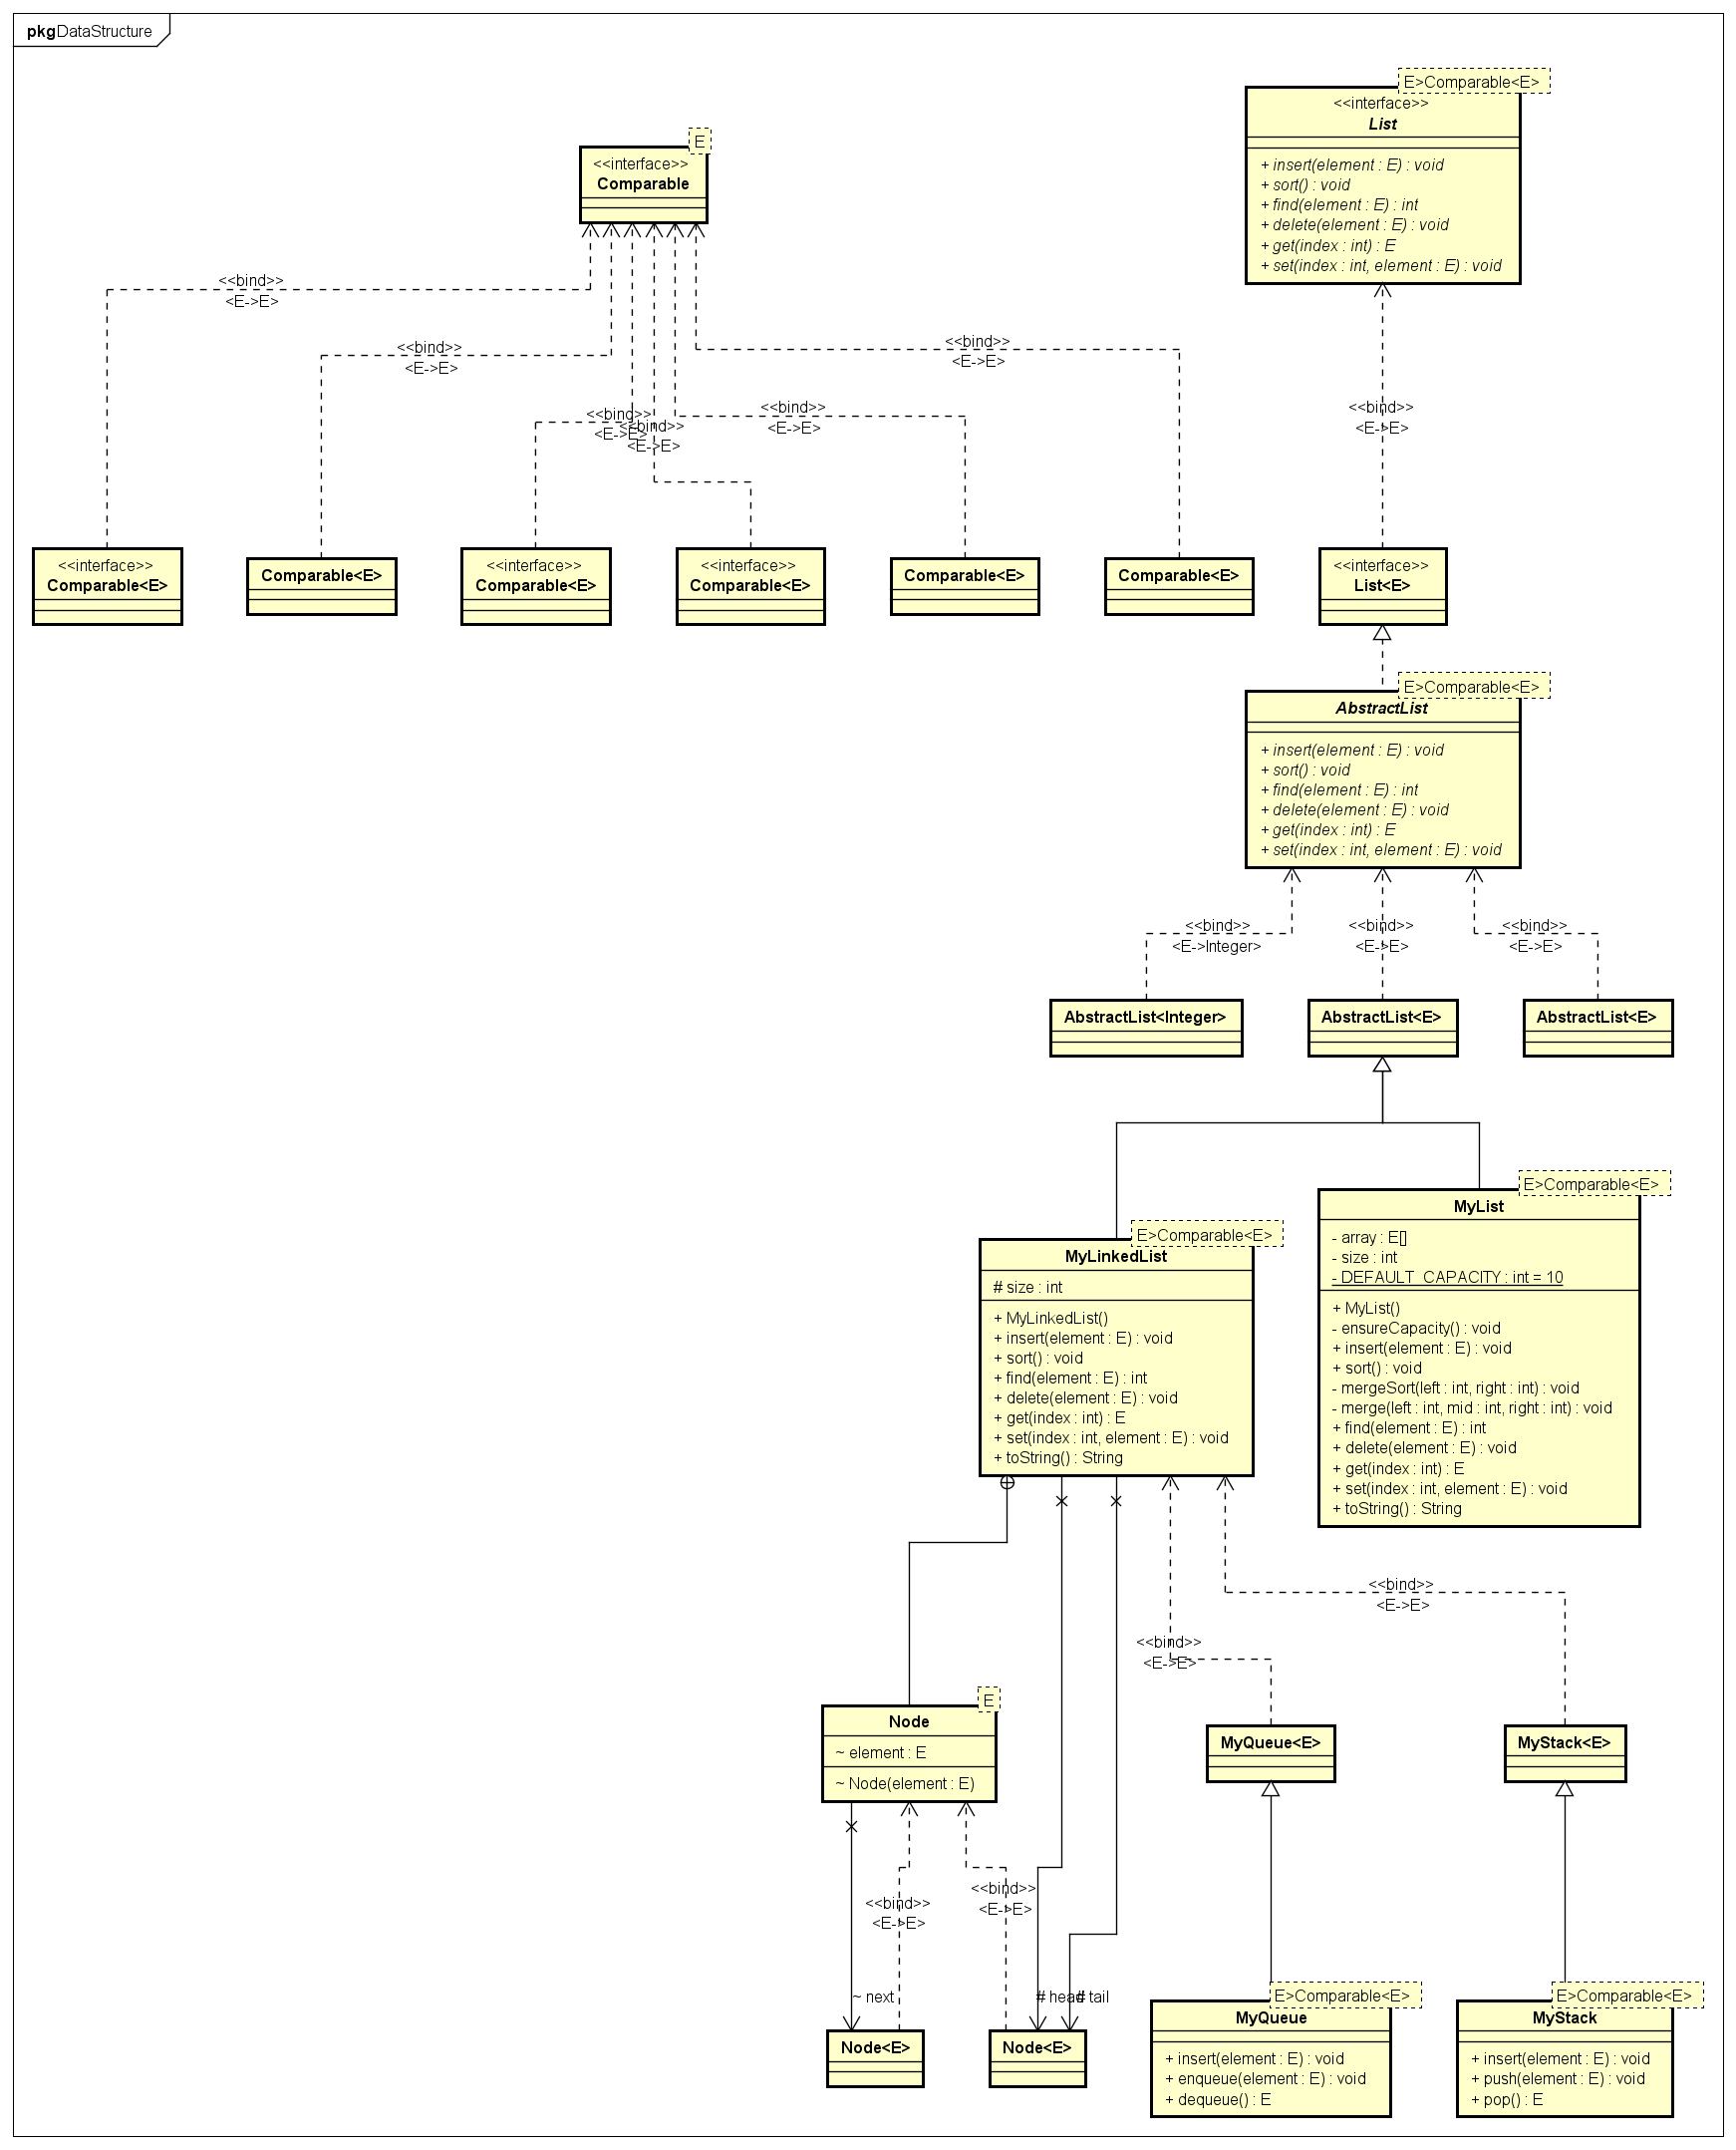 pkg DataStructure
E>Comparable<E>
<<interface>>
List
+ insert(element : E) : void
+ sort() : void
+ find(element : E) : int
+ delete(element : E) : void
+ get(index : int) : E
+ set(index : int, element : E) : void
E
<<interface>>
Comparable
<<bind>>
<E->E>
<<bind>>
<E->E>
<<bind>>
<E->E>
<<bind>>
<E->E>
<<bind>>
<E->E>
<<bind>>
<E->E>
<<bind>>
<E->E>
<<interface>>
Comparable<E>
Comparable<E>
<<interface>>
Comparable<E>
<<interface>>
Comparable<E>
Comparable<E>
Comparable<E>
<<interface>>
List<E>
E>Comparable<E>
AbstractList
+ insert(element : E) : void
+ sort() : void
+ find(element : E) : int
+ delete(element : E) : void
+ get(index : int) : E
+ set(index : int, element : E) : void
<<bind>>
<E->Integer>
<<bind>>
<E->E>
<<bind>>
<E->E>
AbstractList<Integer>
AbstractList<E>
AbstractList<E>
E>Comparable<E>
MyList
- array : E[]
- size : int
- DEFAULT_CAPACITY : int = 10
+ MyList()
- ensureCapacity() : void
+ insert(element : E) : void
+ sort() : void
- mergeSort(left : int, right : int) : void
- merge(left : int, mid : int, right : int) : void
+ find(element : E) : int
+ delete(element : E) : void
+ get(index : int) : E
+ set(index : int, element : E) : void
+ toString() : String
E>Comparable<E>
MyLinkedList
# size : int
+ MyLinkedList()
+ insert(element : E) : void
+ sort() : void
+ find(element : E) : int
+ delete(element : E) : void
+ get(index : int) : E
+ set(index : int, element : E) : void
+ toString() : String
<<bind>>
<E->E>
<<bind>>
<E->E>
E
Node
~ element : E
~ Node(element : E)
MyQueue<E>
MyStack<E>
<<bind>>
<E->E>
<<bind>>
<E->E>
~ next
# head
# tail
Node<E>
Node<E>
E>Comparable<E>
MyQueue
+ insert(element : E) : void
+ enqueue(element : E) : void
+ dequeue() : E
E>Comparable<E>
MyStack
+ insert(element : E) : void
+ push(element : E) : void
+ pop() : E